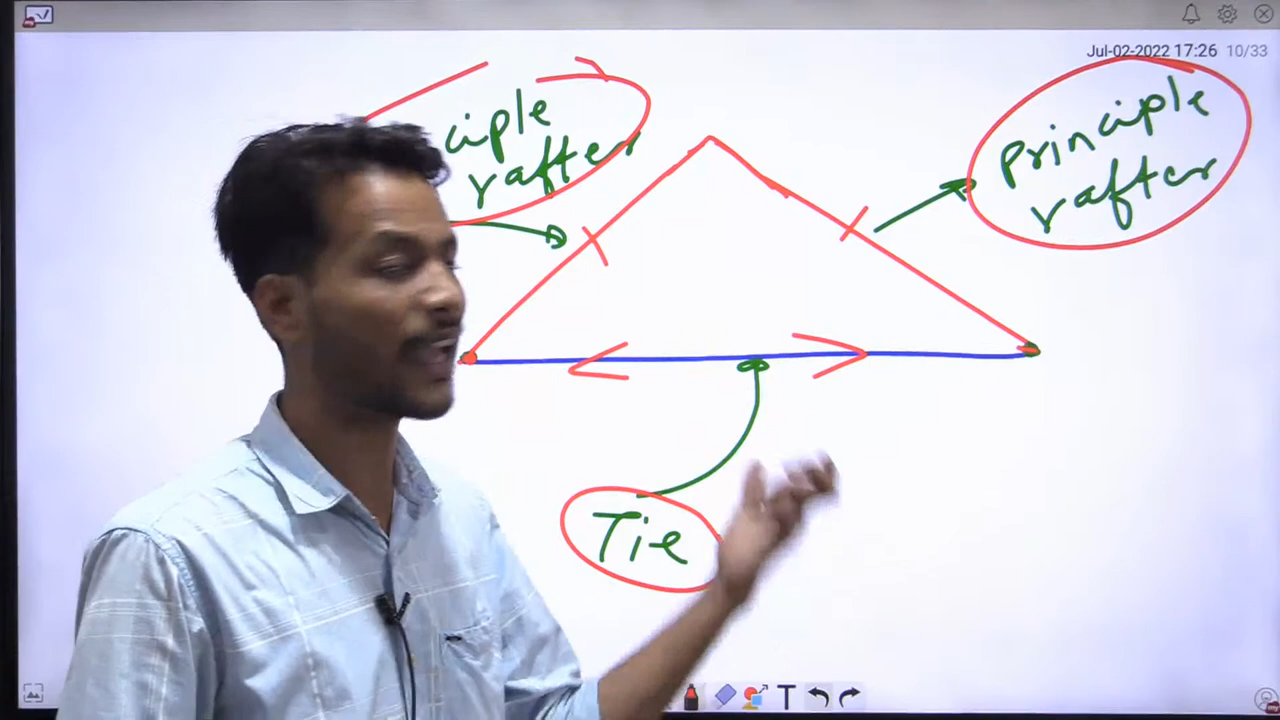 Jul-02-2022 17:26 10/33
ciple
rafter
principle
rafter
Tie
T